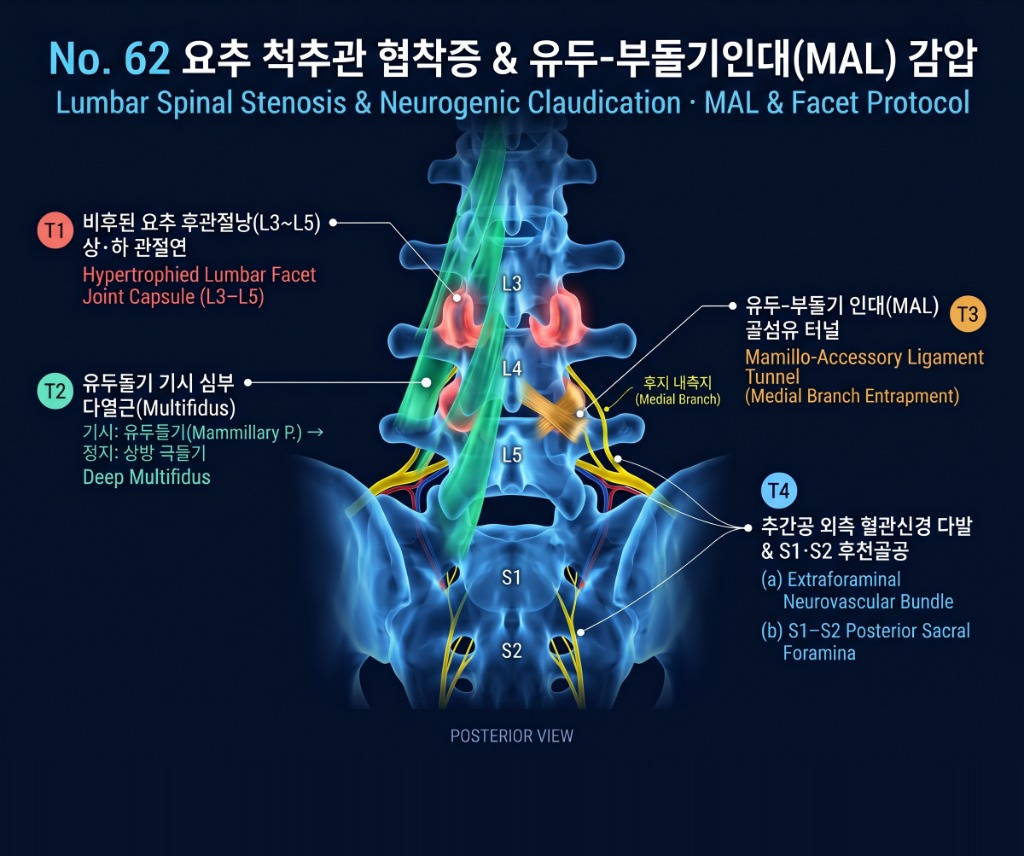 No. 62 요추 척추관 협착증 & 유두-부돌기인대(MAL) 감압
Lumbar Spinal Stenosis & Neurogenic Claudication · MAL & Facet Protocol
T1
비후된 요추 후관절낭(L3~L5)
상·하 관절연
Hypertrophied Lumbar Facet
Joint Capsule (L3–L5)
T2
유두돌기 기시 심부
다열근(Multifidus)
기시: 유두들기(Mammillary P.) →
정지: 상방 극들기
Deep Multifidus
L3
L4
L5
S1
S2
유두-부돌기 인대(MAL)
골섬유 터널
T3
Mamillo-Accessory Ligament
Tunnel
(Medial Branch Entrapment)
후지 내측지
(Medial Branch)
T4
추간공 외측 혈관신경 다발
& S1·S2 후천골공
(a) Extraforaminal
Neurovascular Bundle
(b) S1–S2 Posterior Sacral
Foramina
POSTERIOR VIEW